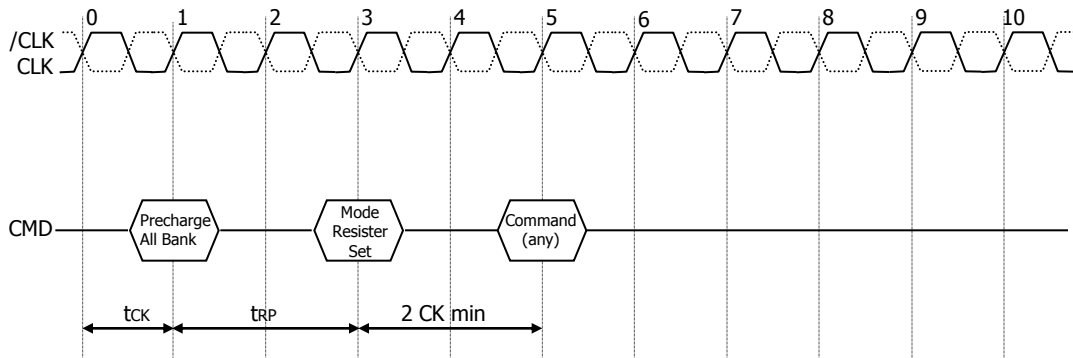 0 1 2 3 4 5 6 7 8 9 10
/CLK
CLK
CMD
Precharge
All Bank
Mode
Resister
Set
Command
(any)
tCK
tRP
2 CK min